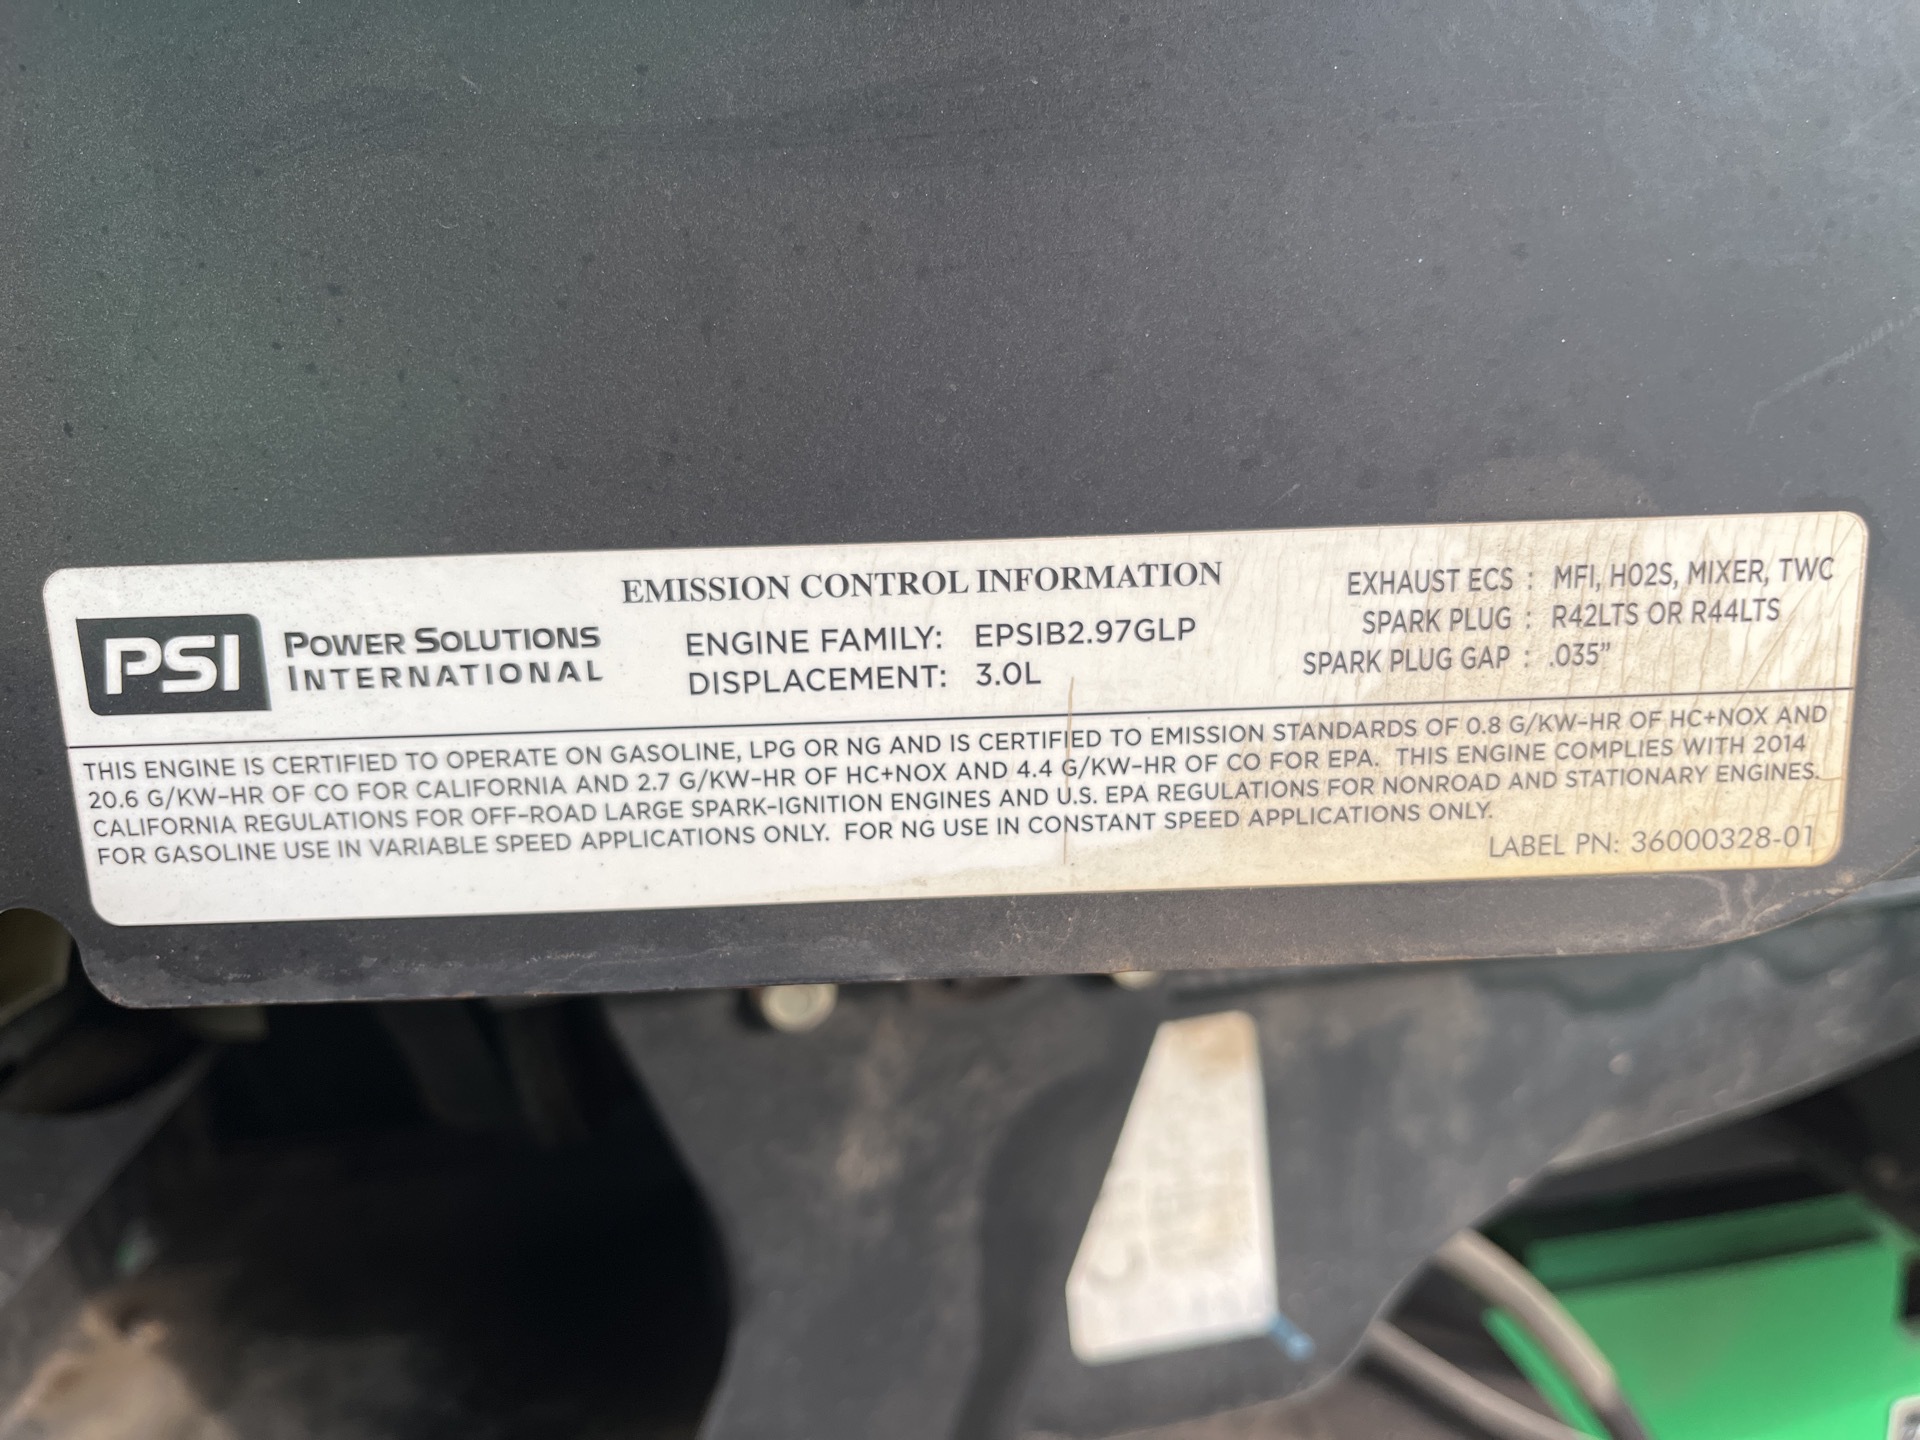 EMISSION CONTROL INFORMATION
PSI
POWER SOLUTIONS
INTERNATIONAL
ENGINE FAMILY: EPSIB2.97GLP
DISPLACEMENT: 3.0L
EXHAUST ECS : MFI, HO2S, MIXER, TWC
SPARK PLUG : R42LTS OR R44LTS
SPARK PLUG GAP : .035"
THIS ENGINE IS CERTIFIED TO OPERATE ON GASOLINE, LPG OR NG AND IS CERTIFIED TO EMISSION STANDARDS OF 0.8 G/KW-HR OF HC+NOX AND
20.6 G/KW-HR OF CO FOR CALIFORNIA AND 2.7 G/KW-HR OF HC+NOX AND 4.4 G/KW-HR OF CO FOR EPA. THIS ENGINE COMPLIES WITH 2014
CALIFORNIA REGULATIONS FOR OFF-ROAD LARGE SPARK-IGNITION ENGINES AND U.S. EPA REGULATIONS FOR NONROAD AND STATIONARY ENGINES.
FOR GASOLINE USE IN VARIABLE SPEED APPLICATIONS ONLY. FOR NG USE IN CONSTANT SPEED APPLICATIONS ONLY.
LABEL PN: 36000328-01